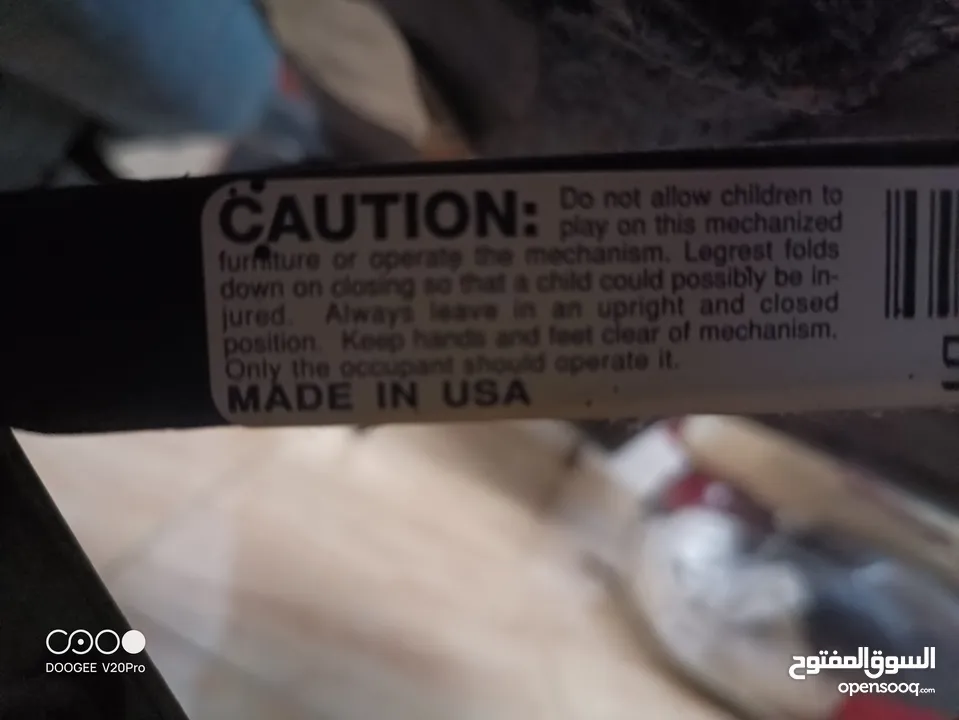 CAUTION: Do not allow children to
play on this mechanized
furniture or operate the mechanism. Legrest folds
down on closing so that a child could possibly be in-
jured. Always leave in an upright and closed
position. Keep hands and feet clear of mechanism.
Only the occupant should operate it.
MADE IN USA
DOOGEE V20Pro
السوق المفتوح
opensooq.com